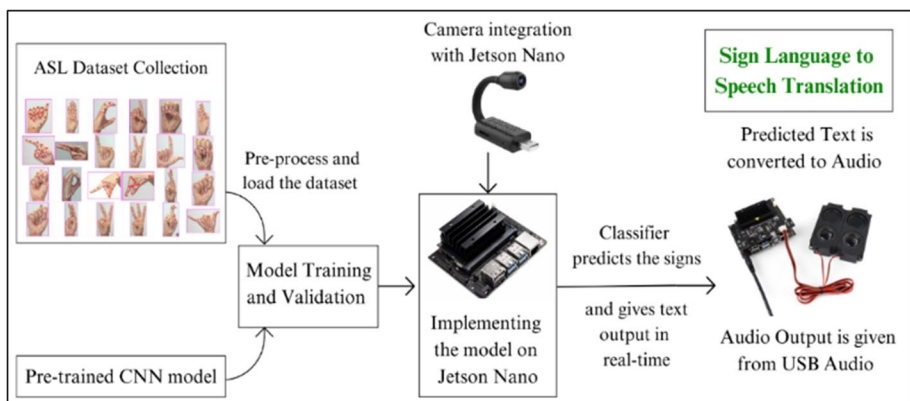 ASL Dataset Collection
Pre-process and
load the dataset
Model Training
and Validation
Pre-trained CNN model
Camera integration
with Jetson Nano
Implementing
the model on
Jetson Nano
Classifier
predicts the signs
and gives text
output in
real-time
Sign Language to
Speech Translation
Predicted Text is
converted to Audio
Audio Output is given
from USB Audio